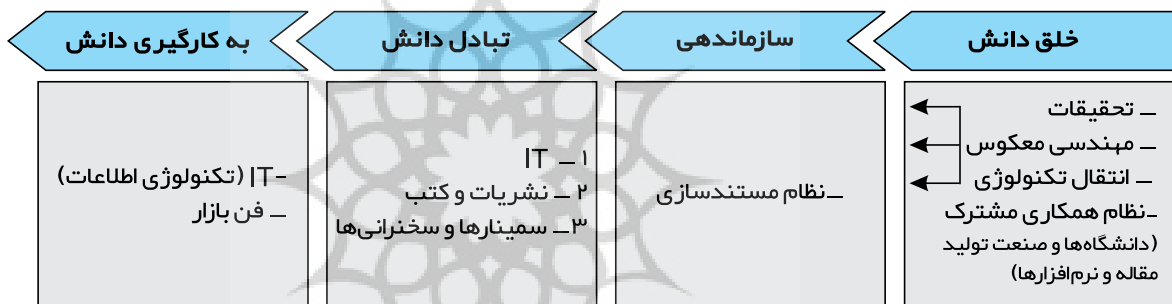 خلق دانش
سازماندهی
تبادل دانش
به کارگیری دانش
ـ تحقیقات
ـ مهندسی معکوس
ـ انتقال تکنولوژی
ـنظام همکاری مشترک
(دانشگاه‌ها و صنعت تولید
مقاله و نرم‌افزارها)
ـنظام مستندسازی
۱ـ IT
۲ ـ نشریات و کتب
۳ـ سمینارها و سخنرانی‌ها
-IT (تکنولوژی اطلاعات)
ـ فن بازار